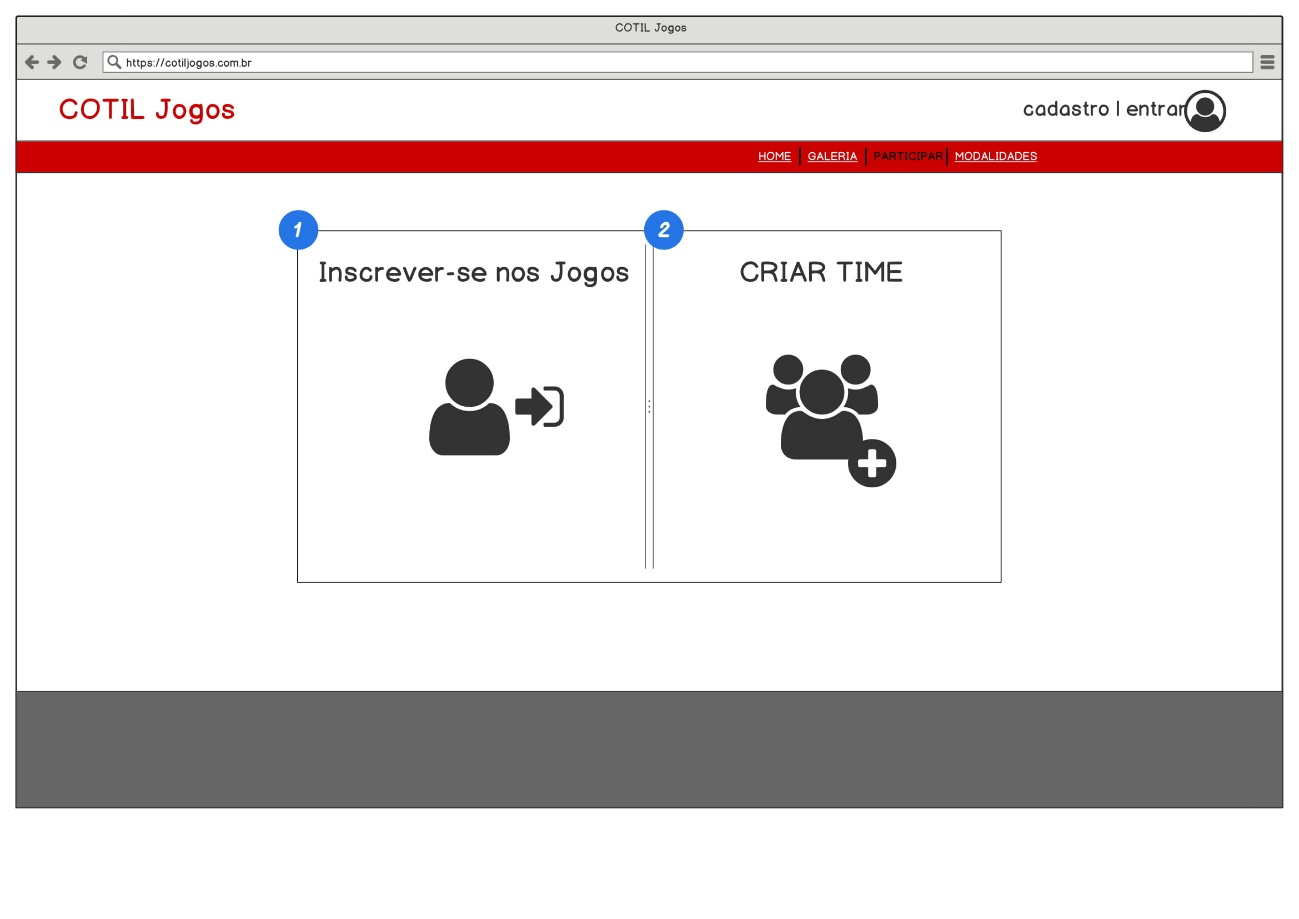 COTIL Jogos
https://cotiljogos.com.br
COTIL Jogos
cadastro | entrar
HOME | GALERIA | PARTICIPAR | MODALIDADES
1
2
Inscrever-se nos Jogos
CRIAR TIME